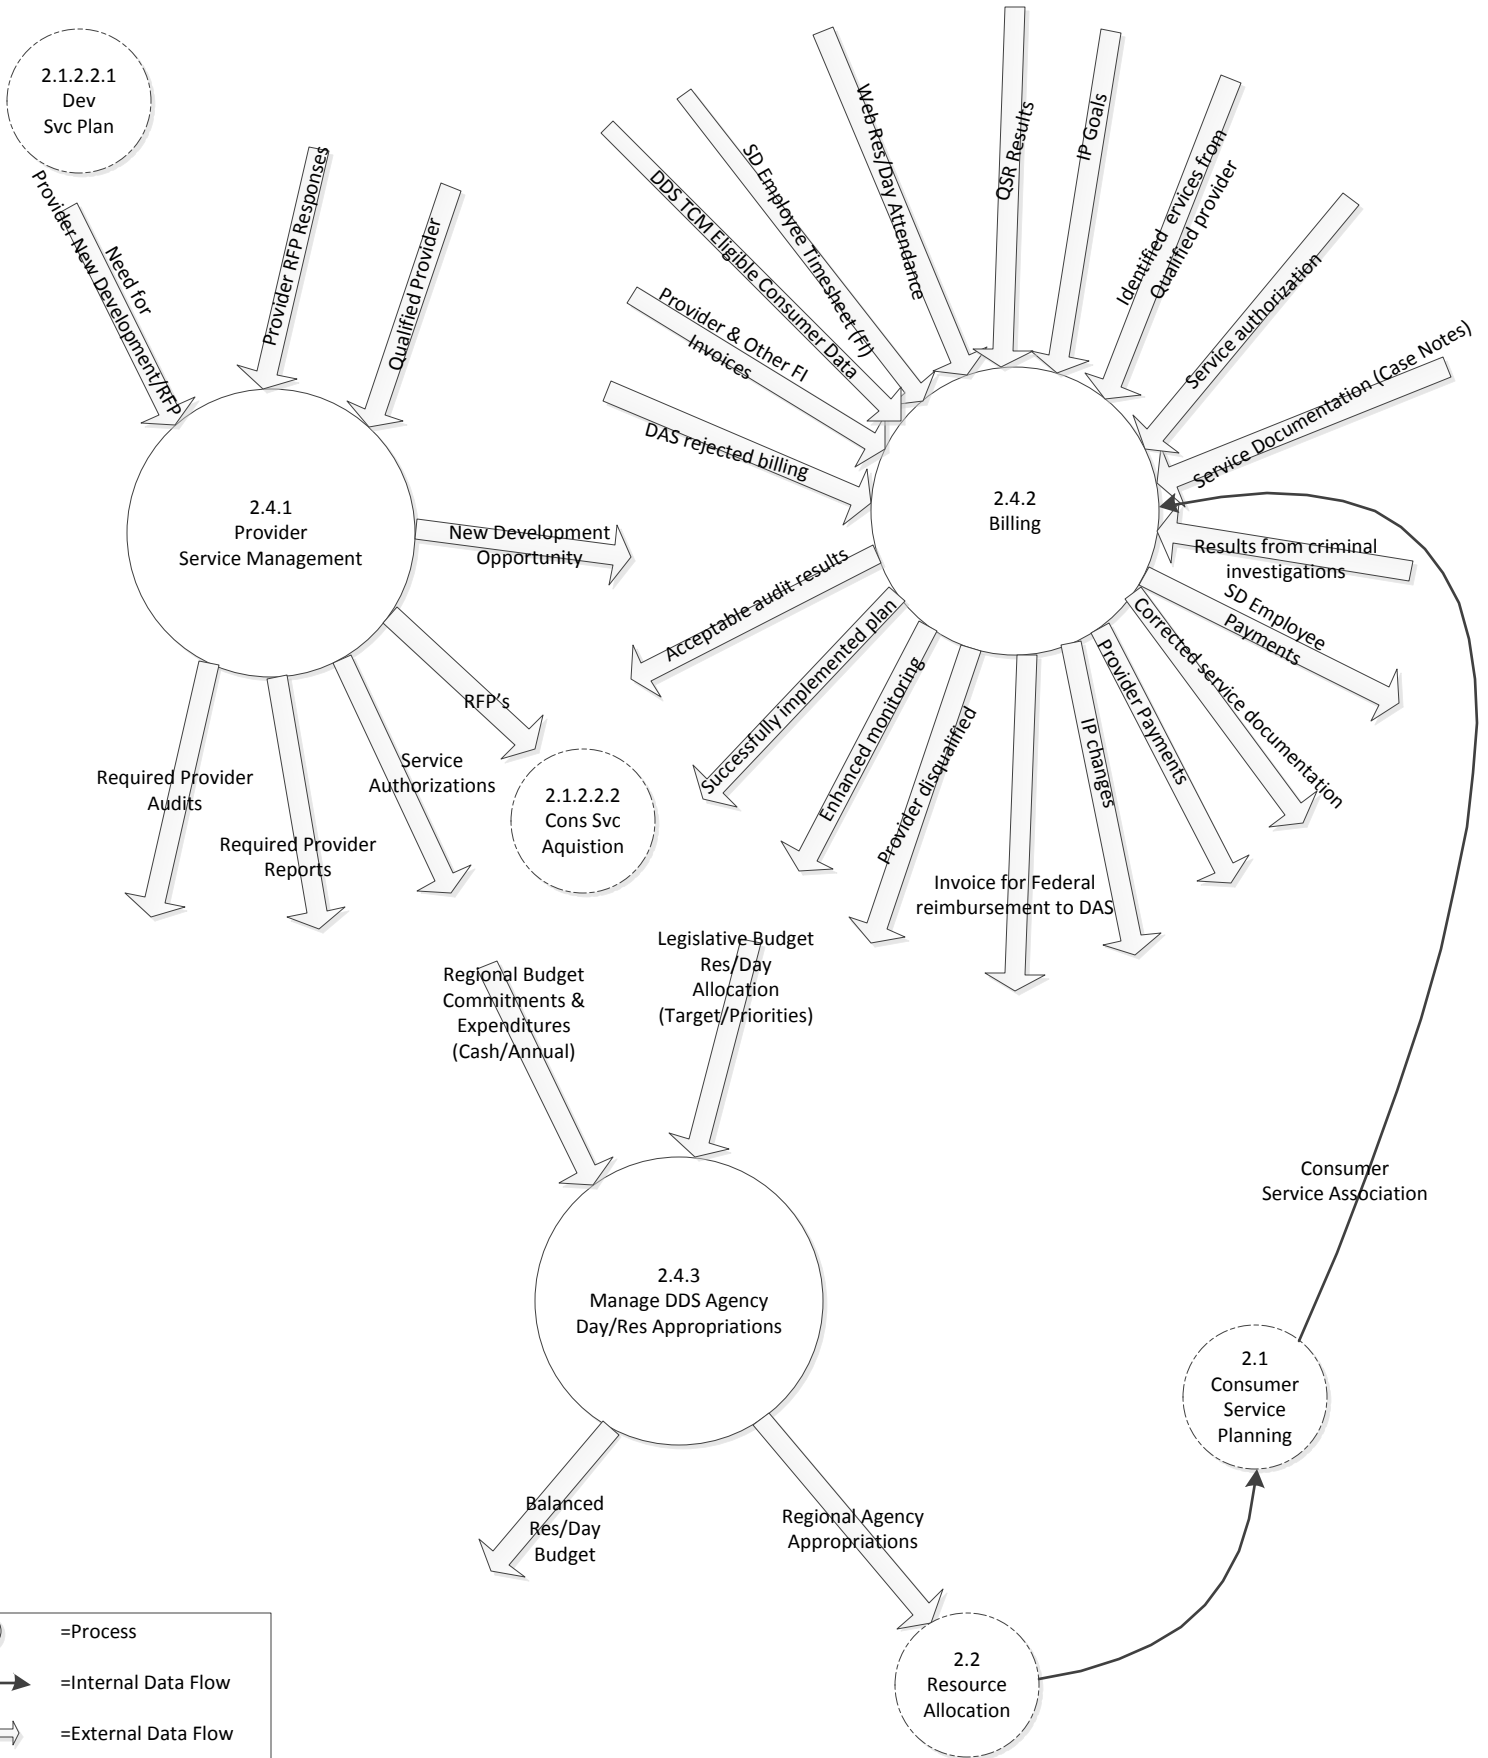 2.1.2.2.1
Dev
Svc Plan
Need for
Provider New Development/RFP
Provider RFP Responses
Qualified Provider
2.4.1
Provider
Service Management
New Development
Opportunity
RFP's
Service
Authorizations
Required Provider
Reports
Required Provider
Audits
2.1.2.2.2
Cons Svc
Aquistion
DAS rejected billing
Provider & Other FI
Invoices
DDS TCM Eligible Consumer Data
SD Employee Timesheet (FI)
Web Res/Day Attendance
QSR Results
IP Goals
Identified ervices from
Qualified provider
Service authorization
Service Documentation (Case Notes)
2.4.2
Billing
Results from criminal
investigations
SD Employee
Payments
Corrected service documentation
Provider Payments
IP changes
Invoice for Federal
reimbursement to DAS
Provider disqualified
Enhanced monitoring
Successfully implemented plan
Acceptable audit results
Regional Budget
Commitments &
Expenditures
(Cash/Annual)
Legislative Budget
Res/Day
Allocation
(Target/Priorities)
2.4.3
Manage DDS Agency
Day/Res Appropriations
Balanced
Res/Day
Budget
Regional Agency
Appropriations
Consumer
Service Association
2.1
Consumer
Service
Planning
2.2
Resource
Allocation
=Process
=Internal Data Flow
=External Data Flow